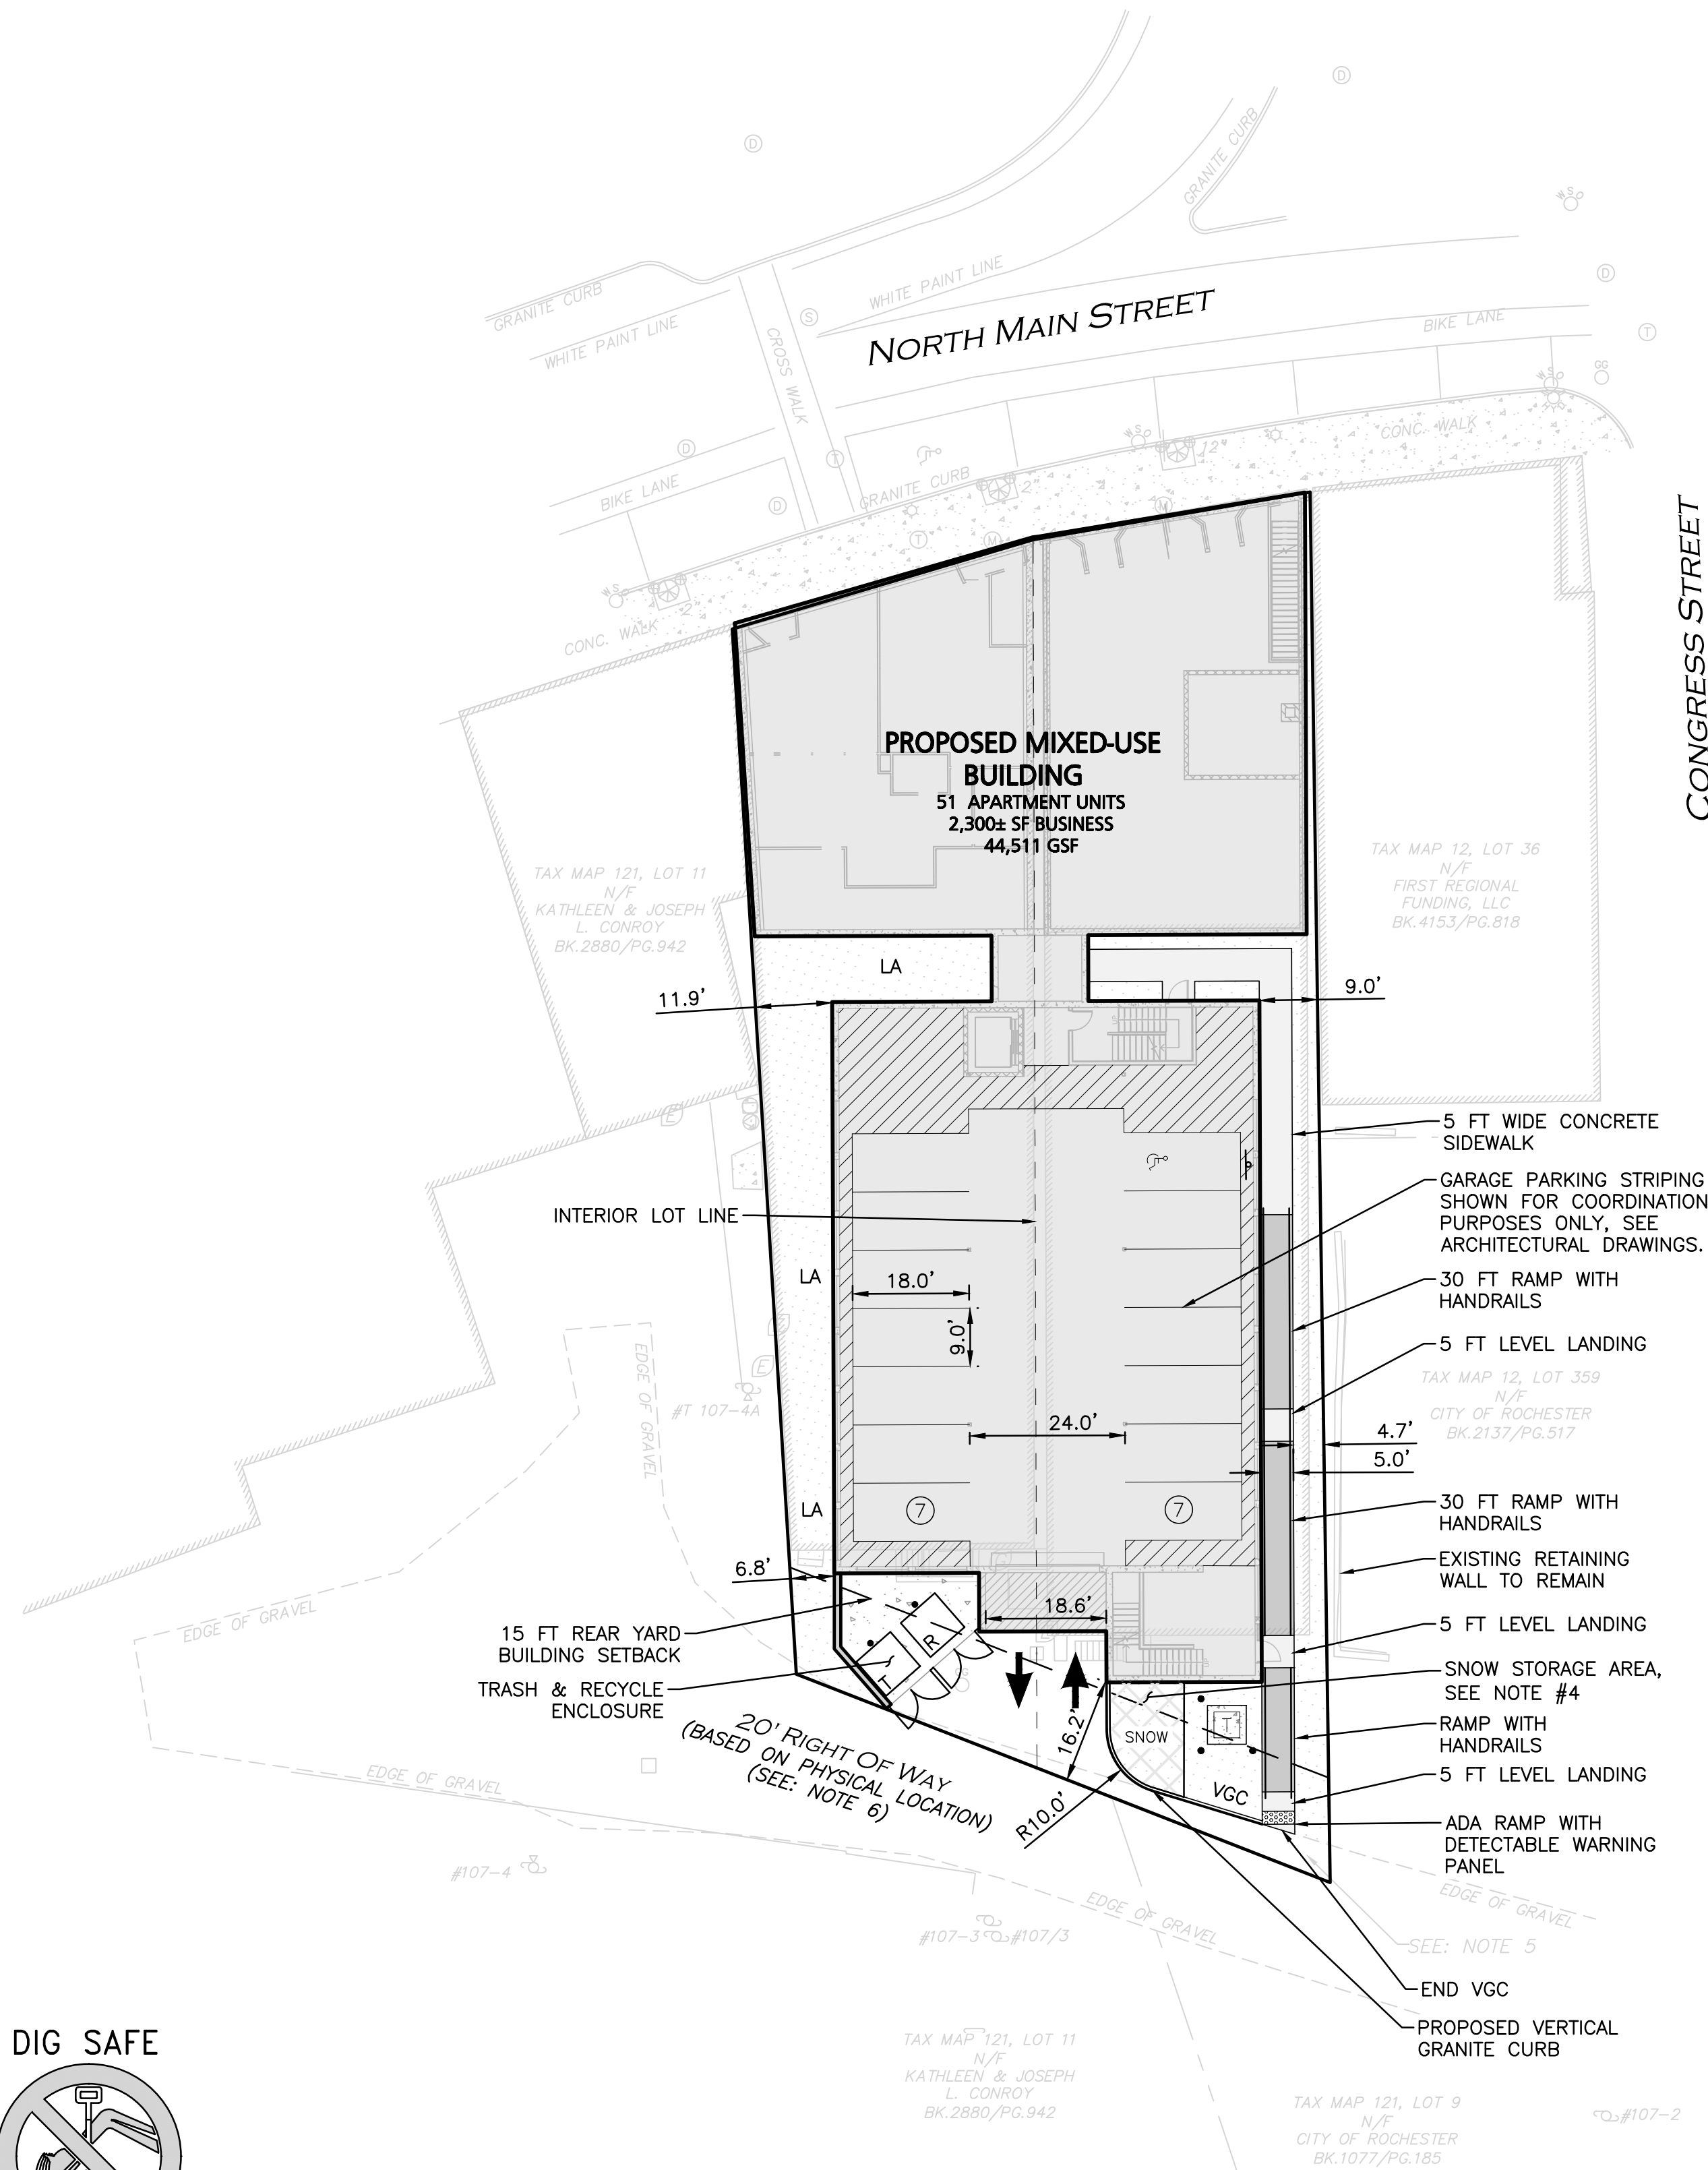 D
D
GRANITE CURB
WSO
D
WHITE PAINT LINE
GRANITE CURB
S
NORTH MAIN STREET
BIKE LANE
T
WHITE PAINT LINE
CROSS WALK
WSO
GG
CONC. WALK
D
WSO
12"
T
GRANITE CURB
2"
BIKE LANE
D
M
T
M
CONGRESS STREET
WSO
2"
CONC. WALK
PROPOSED MIXED-USE
BUILDING
51 APARTMENT UNITS
2,300± SF BUSINESS
44,511 GSF
TAX MAP 121, LOT 11
N/F
KATHLEEN & JOSEPH
L. CONROY
BK.2880/PG.942
TAX MAP 12, LOT 36
N/F
FIRST REGIONAL
FUNDING, LLC
BK.4153/PG.818
LA
11.9'
9.0'
E
5 FT WIDE CONCRETE
SIDEWALK
GARAGE PARKING STRIPING
SHOWN FOR COORDINATION
PURPOSES ONLY, SEE
ARCHITECTURAL DRAWINGS.
INTERIOR LOT LINE
LA
18.0'
30 FT RAMP WITH
HANDRAILS
9.0'
E
E
EDGE OF GRAVEL
5 FT LEVEL LANDING
TAX MAP 12, LOT 359
N/F
CITY OF ROCHESTER
BK.2137/PG.517
#T 107-4A
24.0'
4.7'
5.0'
LA
7
7
30 FT RAMP WITH
HANDRAILS
EXISTING RETAINING
WALL TO REMAIN
6.8'
18.6'
EDGE OF GRAVEL
15 FT REAR YARD
BUILDING SETBACK
R
T
5 FT LEVEL LANDING
TRASH & RECYCLE
ENCLOSURE
G
SNOW STORAGE AREA,
SEE NOTE #4
20' RIGHT OF WAY
(BASED ON PHYSICAL LOCATION)
(SEE: NOTE 6)
16.2'
SNOW
T
RAMP WITH
HANDRAILS
EDGE OF GRAVEL
VGC
5 FT LEVEL LANDING
R10.0'
ADA RAMP WITH
DETECTABLE WARNING
PANEL
#107-4
EDGE OF GRAVEL
EDGE OF GRAVEL
#107-3
#107/3
SEE: NOTE 5
END VGC
PROPOSED VERTICAL
GRANITE CURB
DIG SAFE
TAX MAP 121, LOT 11
N/F
KATHLEEN & JOSEPH
L. CONROY
BK.2880/PG.942
TAX MAP 121, LOT 9
N/F
CITY OF ROCHESTER
BK.1077/PG.185
#107-2